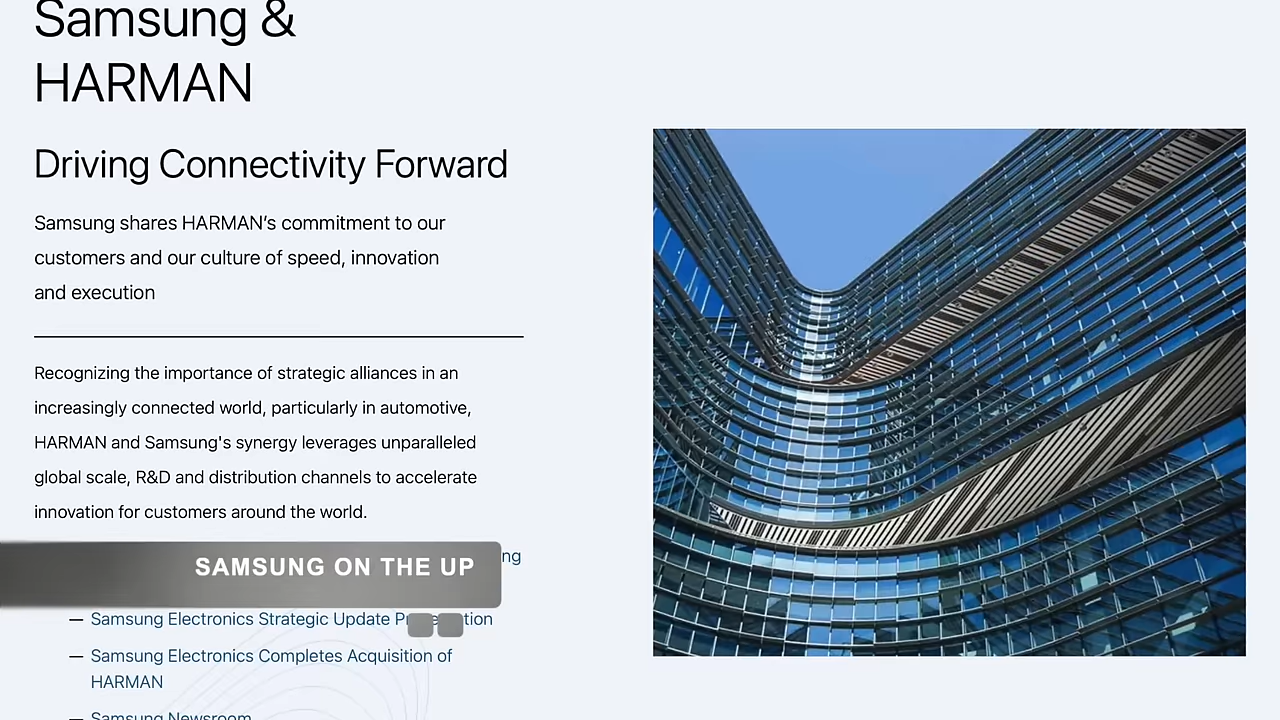 Samsung &
HARMAN
Driving Connectivity Forward
Samsung shares HARMAN's commitment to our
customers and our culture of speed, innovation
and execution
Recognizing the importance of strategic alliances in an
increasingly connected world, particularly in automotive,
HARMAN and Samsung's synergy leverages unparalleled
global scale, R&D and distribution channels to accelerate
innovation for customers around the world.
SAMSUNG ON THE UP
— Samsung Electronics Strategic Update
— Samsung Electronics Completes Acquisition of
HARMAN
— Samsung Newsroom